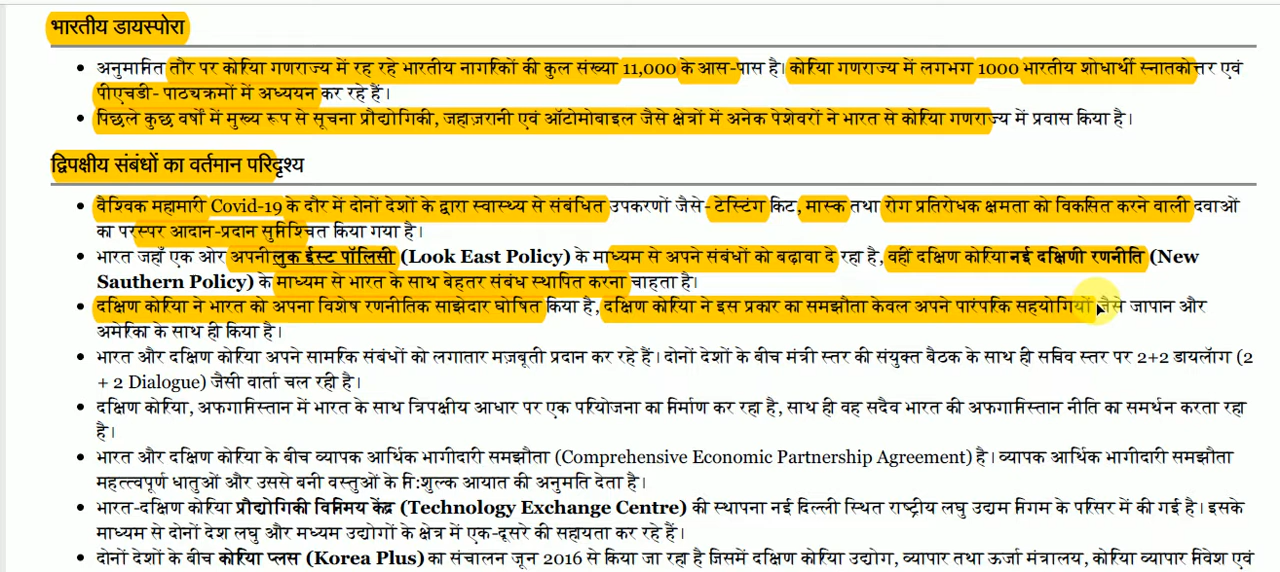 भारतीय डायस्पोरा
अनुमानित तौर पर कोरिया गणराज्य में रह रहे भारतीय नागरिकों की कुल संख्या 11,000 के आस-पास है। कोरिया गणराज्य में लगभग 1000 भारतीय शोधार्थी स्नातकोत्तर एवं
पीएचडी- पाठ्यक्रमों में अध्ययन कर रहे हैं।
पिछले कुछ वर्षों में मुख्य रूप से सूचना प्रौद्योगिकी, जहाज़रानी एवं ऑटोमोबाइल जैसे क्षेत्रों में अनेक पेशेवरों ने भारत से कोरिया गणराज्य में प्रवास किया है।
द्विपक्षीय संबंधों का वर्तमान परिदृश्य
वैश्विक महामारी Covid-19 के दौर में दोनों देशों के द्वारा स्वास्थ्य से संबंधित उपकरणों जैसे- टेस्टिंग किट, मास्क तथा रोग प्रतिरोधक क्षमता को विकसित करने वाली दवाओं
का परस्पर आदान-प्रदान सुनिश्चित किया गया है।
भारत जहाँ एक ओर अपनी लुक ईस्ट पॉलिसी (Look East Policy) के माध्यम से अपने संबंधों को बढ़ावा दे रहा है, वहीं दक्षिण कोरिया नई दक्षिणी रणनीति (New
Sauthern Policy) के माध्यम से भारत के साथ बेहतर संबंध स्थापित करना चाहता है।
दक्षिण कोरिया ने भारत को अपना विशेष रणनीतिक साझेदार घोषित किया है, दक्षिण कोरिया ने इस प्रकार का समझौता केवल अपने पारंपरिक सहयोगियों जैसे जापान और
अमेरिका के साथ ही किया है।
भारत और दक्षिण कोरिया अपने सामरिक संबंधों को लगातार मज़बूती प्रदान कर रहे हैं। दोनों देशों के बीच मंत्री स्तर की संयुक्त बैठक के साथ ही सचिव स्तर पर 2+2 डायलॉग (2
+ 2 Dialogue) जैसी वार्ता चल रही है।
दक्षिण कोरिया, अफगानिस्तान में भारत के साथ त्रिपक्षीय आधार पर एक परियोजना का निर्माण कर रहा है, साथ ही वह सदैव भारत की अफगानिस्तान नीति का समर्थन करता रहा
है।
भारत और दक्षिण कोरिया के बीच व्यापक आर्थिक भागीदारी समझौता (Comprehensive Economic Partnership Agreement) है। व्यापक आर्थिक भागीदारी समझौता
महत्त्वपूर्ण धातुओं और उससे बनी वस्तुओं के नि:शुल्क आयात की अनुमति देता है।
भारत-दक्षिण कोरिया प्रौद्योगिकी विनिमय केंद्र (Technology Exchange Centre) की स्थापना नई दिल्ली स्थित राष्ट्रीय लघु उद्यम निगम के परिसर में की गई है। इसके
माध्यम से दोनों देश लघु और मध्यम उद्योगों के क्षेत्र में एक-दूसरे की सहायता कर रहे हैं।
दोनों देशों के बीच कोरिया प्लस (Korea Plus) का संचालन जून 2016 से किया जा रहा है जिसमें दक्षिण कोरिया उद्योग, व्यापार तथा ऊर्जा मंत्रालय, कोरिया व्यापार निवेश एवं